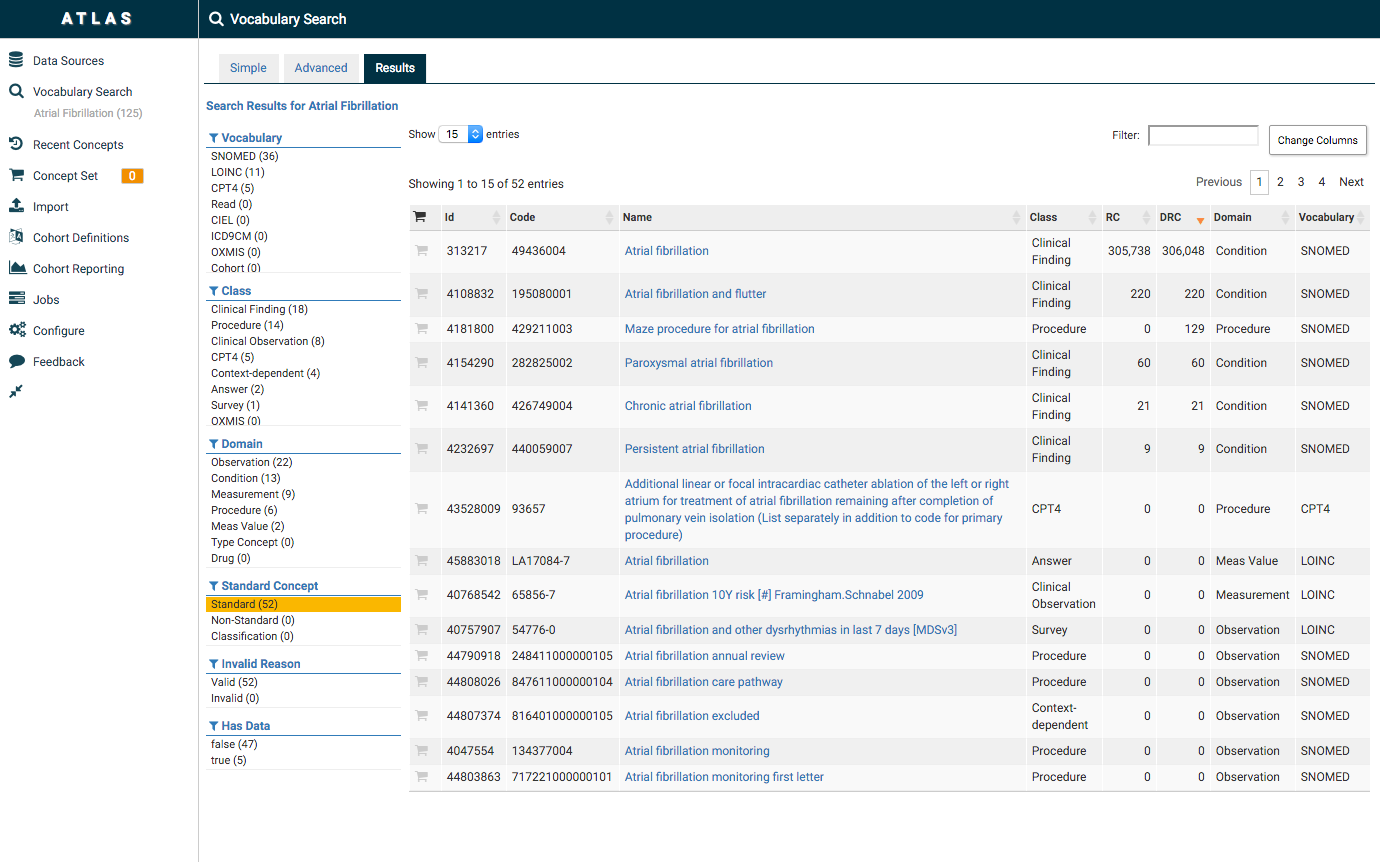 ATLAS
Vocabulary Search
Data Sources
Vocabulary Search
Atrial Fibrillation (125)
Recent Concepts
Concept Set 0
Import
Cohort Definitions
Cohort Reporting
Jobs
Configure
Feedback
Simple Advanced Results
Search Results for Atrial Fibrillation
Vocabulary
SNOMED (36)
LOINC (11)
CPT4 (5)
Read (0)
CIEL (0)
ICD9CM (0)
OXMIS (0)
Cohort (0)
Class
Clinical Finding (18)
Procedure (14)
Clinical Observation (8)
CPT4 (5)
Context-dependent (4)
Answer (2)
Survey (1)
OXMIS (0)
Domain
Observation (22)
Condition (13)
Measurement (9)
Procedure (6)
Meas Value (2)
Type Concept (0)
Drug (0)
Standard Concept
Standard (52)
Non-Standard (0)
Classification (0)
Invalid Reason
Valid (52)
Invalid (0)
Has Data
false (47)
true (5)
Show 15 entries
Filter:
Change Columns
Showing 1 to 15 of 52 entries
Previous 1 2 3 4 Next
Id Code Name Class RC DRC Domain Vocabulary
313217 49436004 Atrial fibrillation Clinical Finding 305,738 306,048 Condition SNOMED
4108832 195080001 Atrial fibrillation and flutter Clinical Finding 220 220 Condition SNOMED
4181800 429211003 Maze procedure for atrial fibrillation Procedure 0 129 Procedure SNOMED
4154290 282825002 Paroxysmal atrial fibrillation Clinical Finding 60 60 Condition SNOMED
4141360 426749004 Chronic atrial fibrillation Clinical Finding 21 21 Condition SNOMED
4232697 440059007 Persistent atrial fibrillation Clinical Finding 9 9 Condition SNOMED
43528009 93657 Additional linear or focal intracardiac catheter ablation of the left or right
atrium for treatment of atrial fibrillation remaining after completion of
pulmonary vein isolation (List separately in addition to code for primary
procedure) CPT4 0 0 Procedure CPT4
45883018 LA17084-7 Atrial fibrillation Answer 0 0 Meas Value LOINC
40768542 65856-7 Atrial fibrillation 10Y risk [#] Framingham.Schnabel 2009 Clinical Observation 0 0 Measurement LOINC
40757907 54776-0 Atrial fibrillation and other dysrhythmias in last 7 days [MDSv3] Survey 0 0 Observation LOINC
44790918 248411000000105 Atrial fibrillation annual review Procedure 0 0 Observation SNOMED
44808026 847611000000104 Atrial fibrillation care pathway Procedure 0 0 Observation SNOMED
44807374 816401000000105 Atrial fibrillation excluded Context-dependent 0 0 Observation SNOMED
4047554 134377004 Atrial fibrillation monitoring Procedure 0 0 Observation SNOMED
44803863 717221000000101 Atrial fibrillation monitoring first letter Procedure 0 0 Observation SNOMED